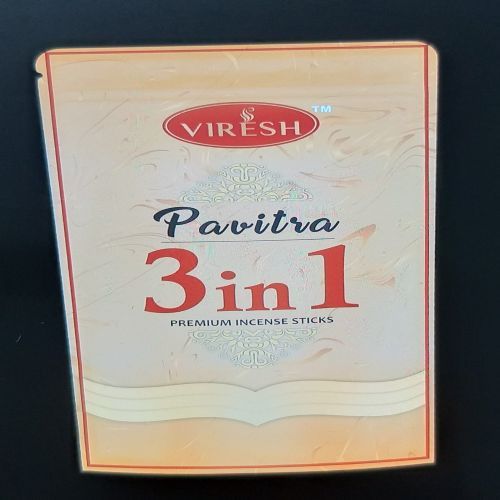 VIRESH™
Pavitra
3 in 1
PREMIUM INCENSE STICKS